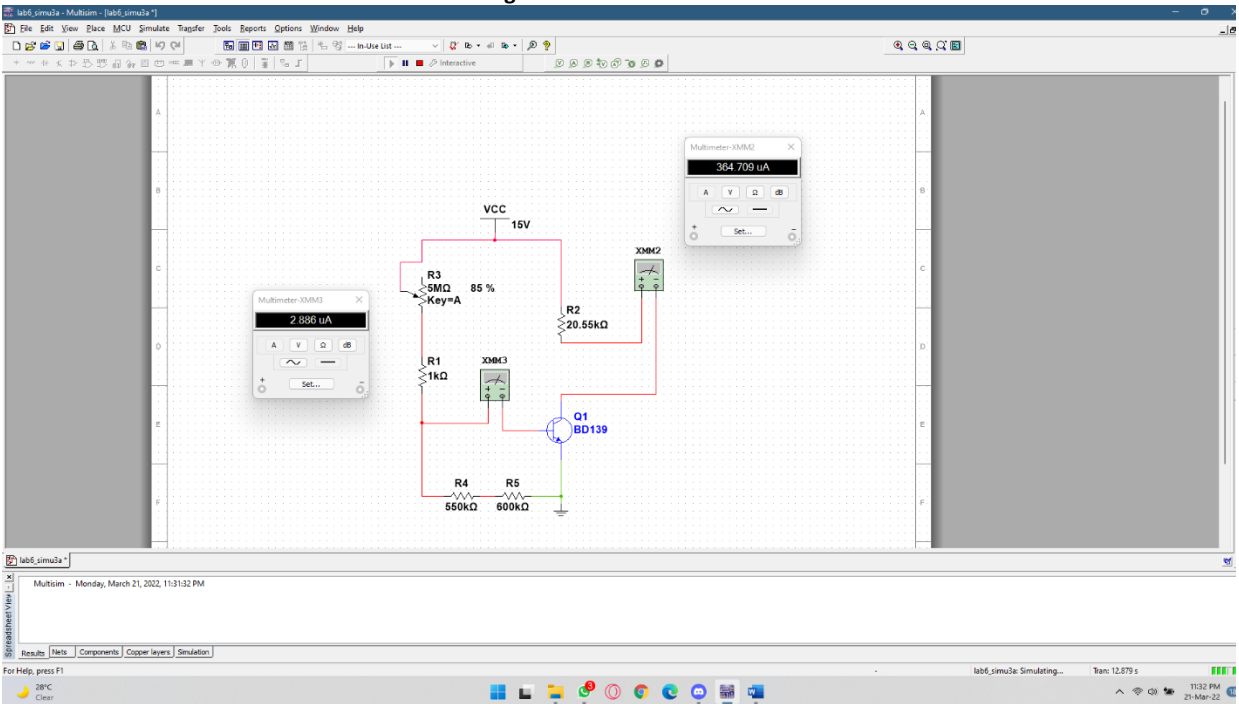 lab6_simu3a - Multisim - [lab6_simu3a *]
File Edit View Place MCU Simulate Transfer Tools Reports Options Window Help
--- In-Use List ---
Interactive
A
A
B
B
C
C
D
D
E
E
F
F
Multimeter-XMM2
364.709 uA
A V Ω dB
Set...
+ -
VCC
15V
XMM2
+ -
R3
5MΩ 85 %
Key=A
R2
20.55kΩ
Multimeter-XMM3
2.886 uA
A V Ω dB
Set...
+ -
R1
1kΩ
XMM3
+ -
Q1
BD139
R4 R5
550kΩ 600kΩ
lab6_simu3a *
Multisim - Monday, March 21, 2022, 11:31:32 PM
Spreadsheet View
Results Nets Components Copper layers Simulation
For Help, press F1
-
lab6_simu3a: Simulating...
Tran: 12.879 s
28°C
Clear
3
11:32 PM
21-Mar-22